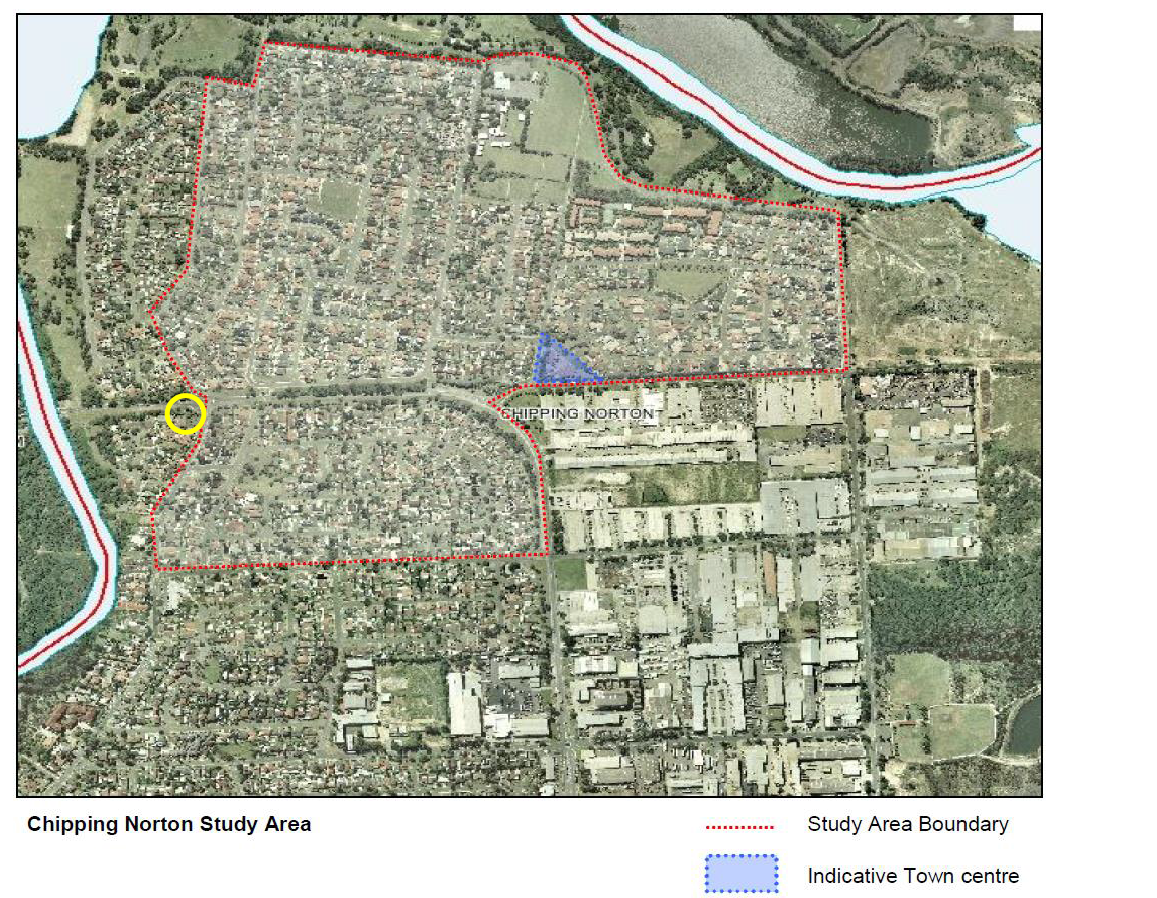 CHIPPING NORTON
Chipping Norton Study Area
Study Area Boundary
Indicative Town centre